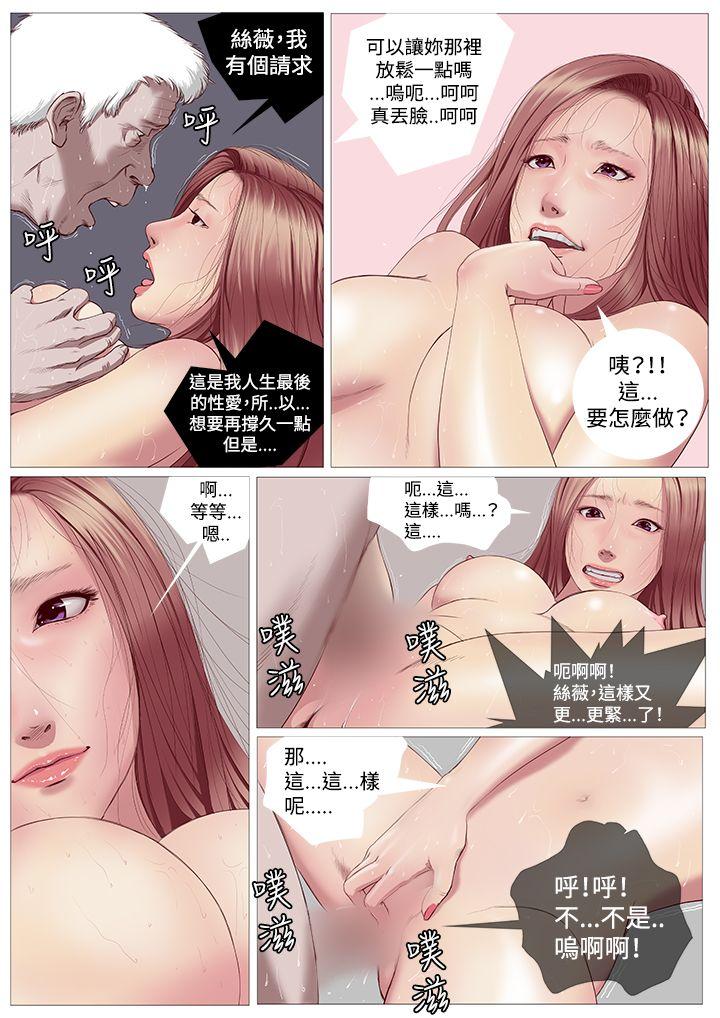 絲薇，我
有個請求
呼
呼
呼
這是我人生最後
的性愛，所..以...
想要再撐久一點
但是....
可以讓妳那裡
放鬆一點嗎
...嗚呃...呵呵
真丟臉..呵呵
咦？！！
這...
要怎麼做？
啊...
等等...
嗯..
呃...這...
這樣...嗎...？
這....
噗滋
噗滋
呃啊啊！
絲薇，這樣又
更...更緊...了！
那....
這...這...樣
呢.....
噗滋
噗滋
呼！呼！
不...不是..
嗚啊啊！